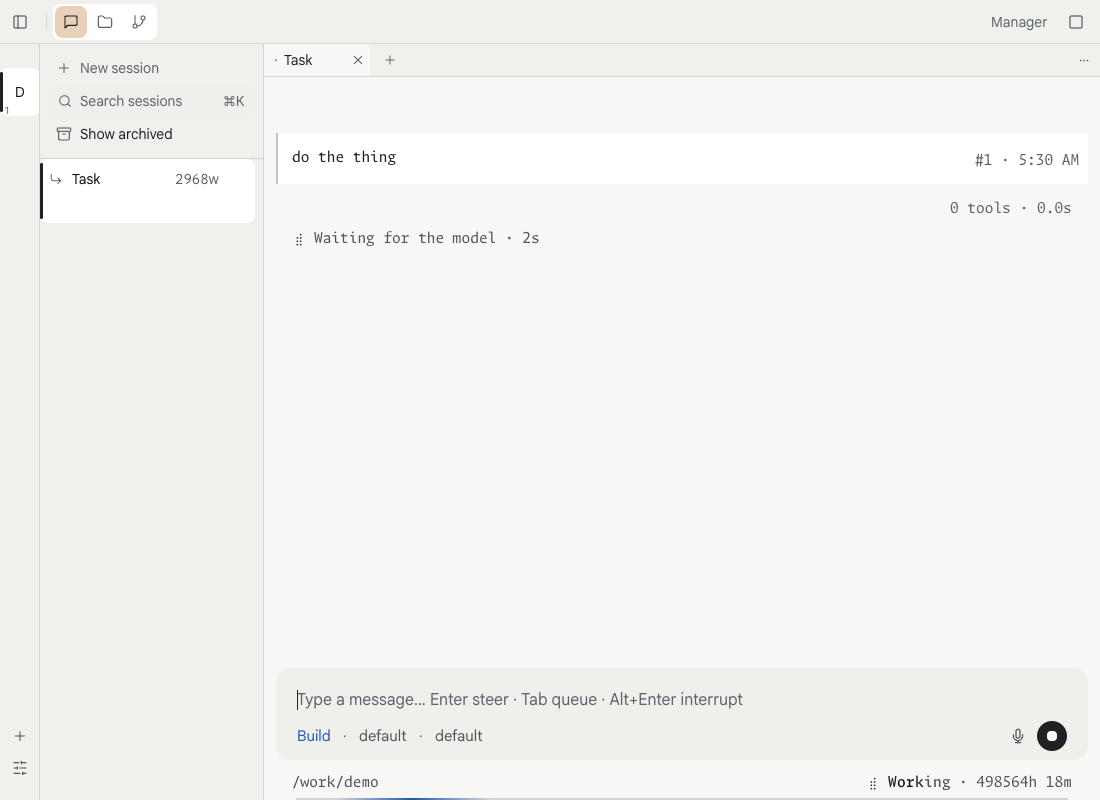 Manager
D
1
New session
Search sessions ⌘K
Show archived
Task 2968w
· Task
do the thing
#1 · 5:30 AM
0 tools · 0.0s
Waiting for the model · 2s
Type a message... Enter steer · Tab queue · Alt+Enter interrupt
Build · default · default
/work/demo
Working · 498564h 18m